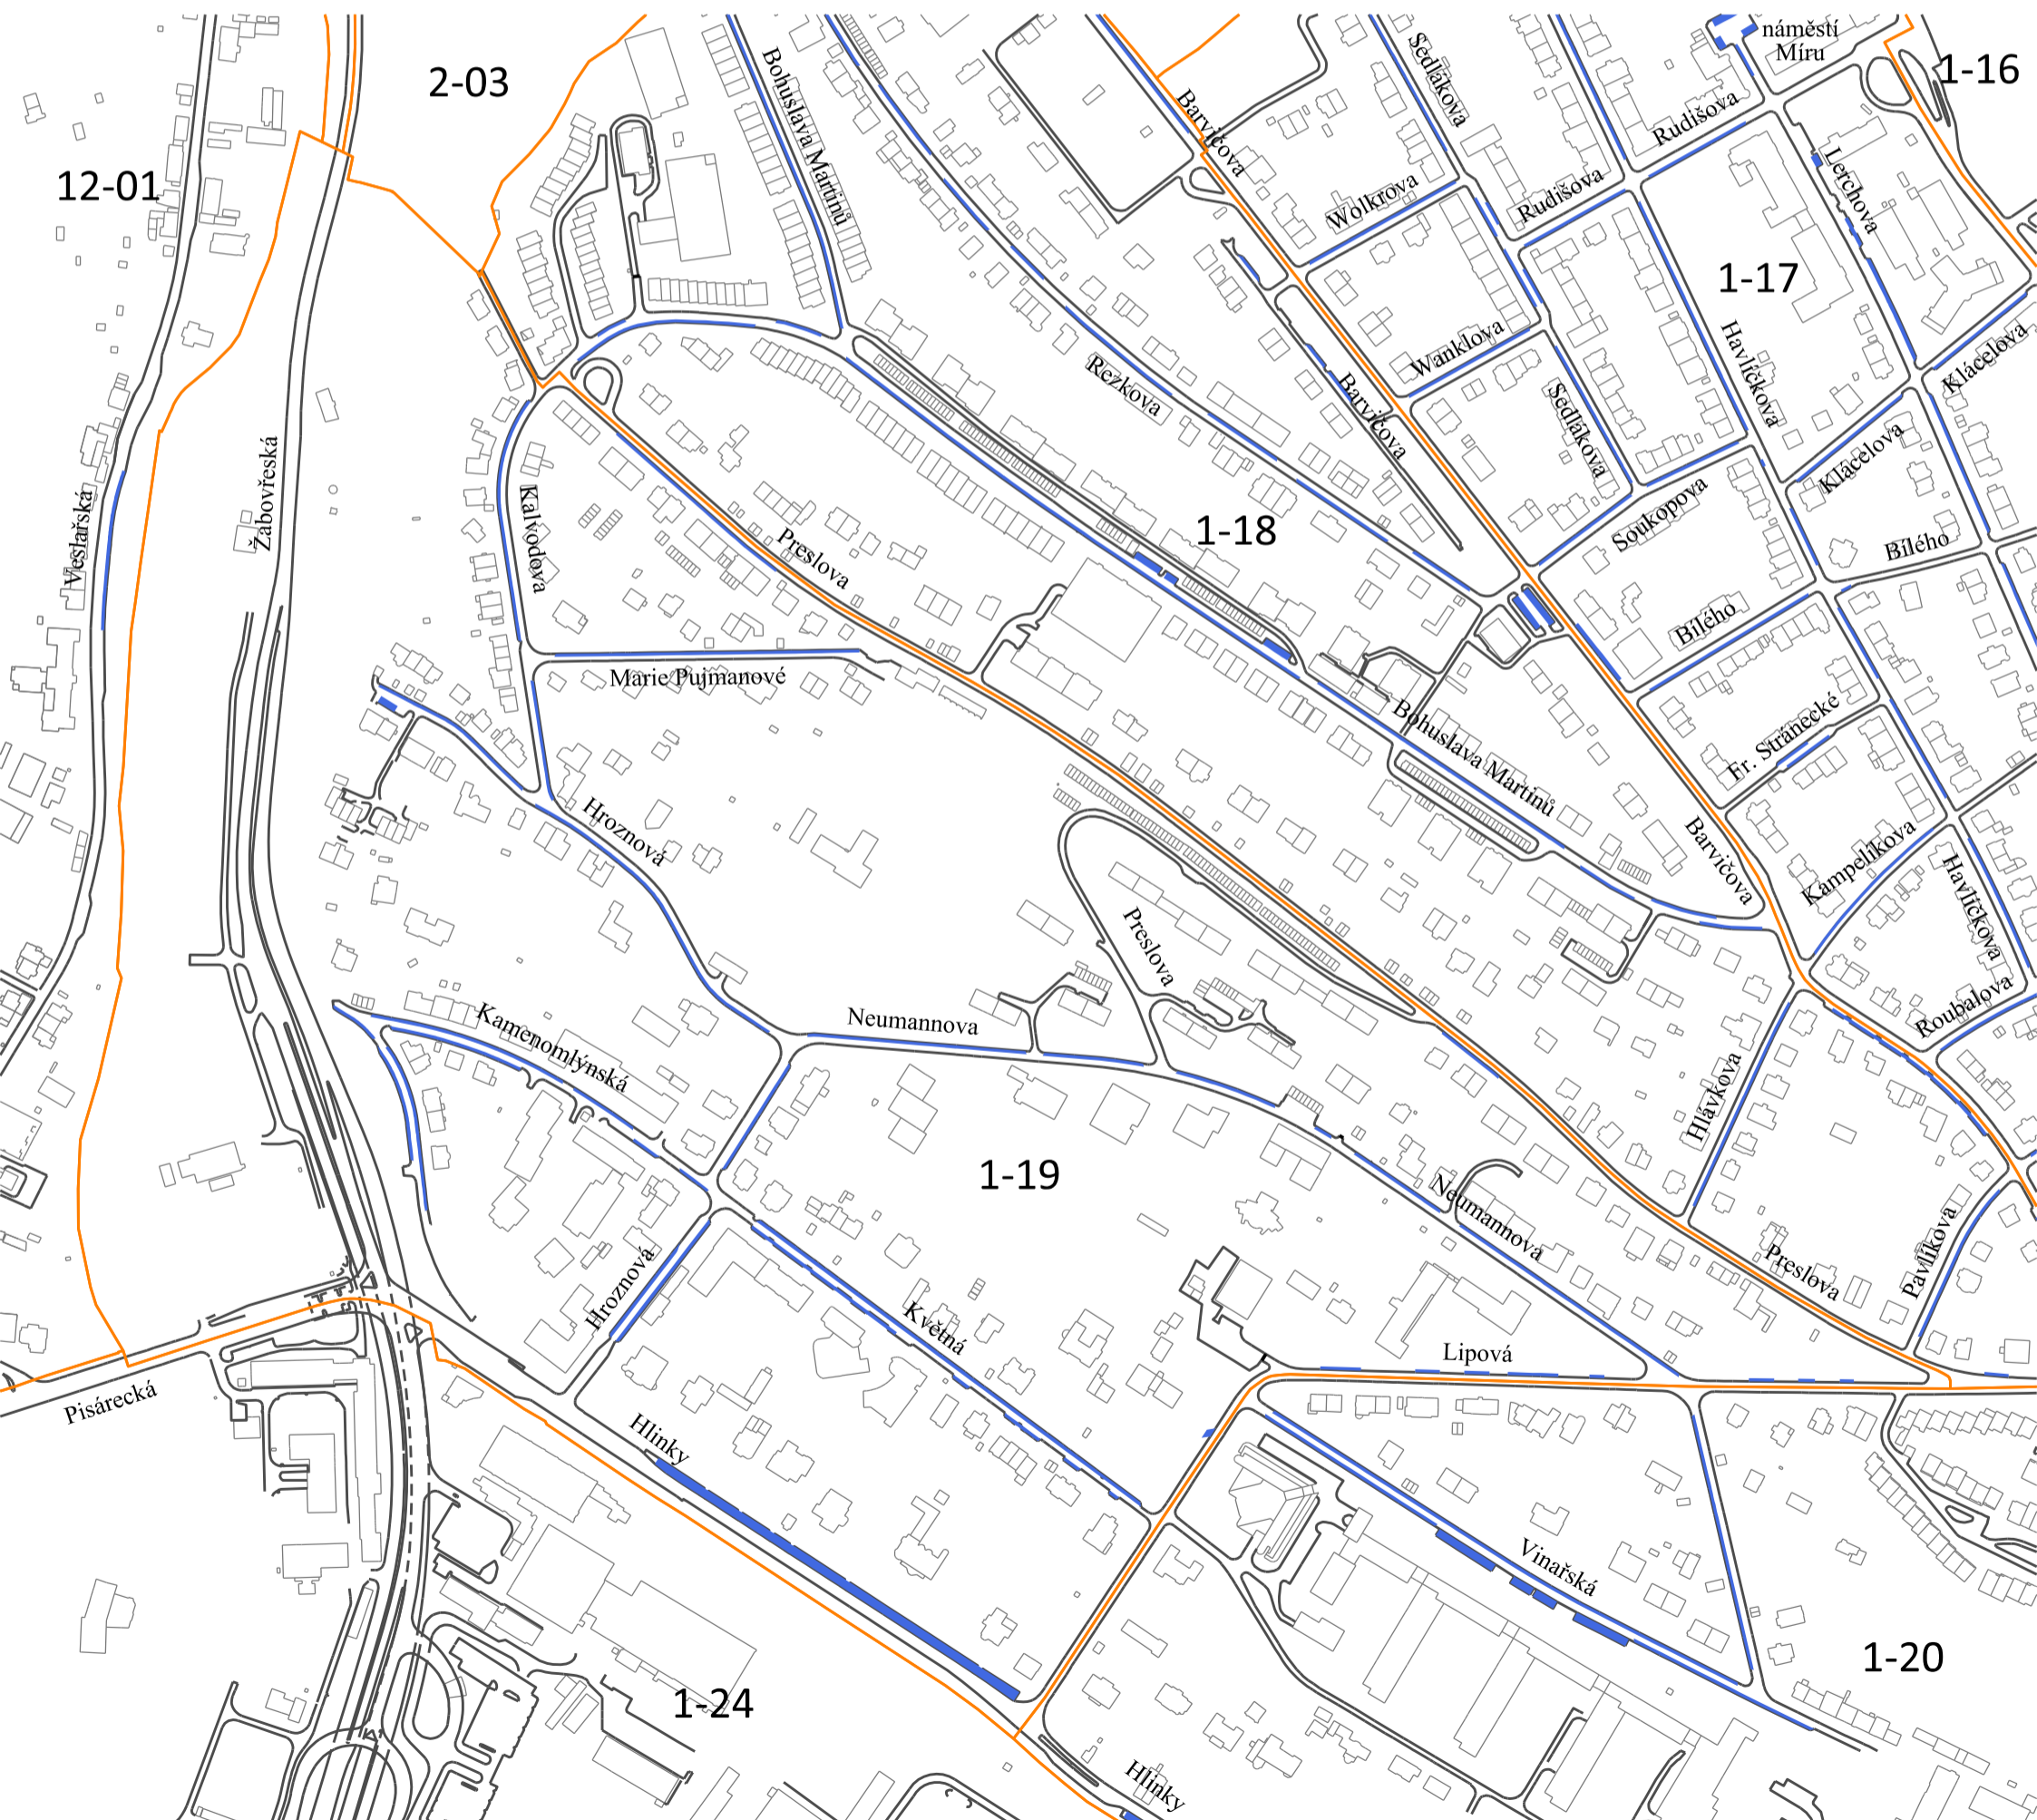 náměstí
Míru
2-03
1-16
Bohuslava Martinů
Barvičova
Sedlákova
Rudišova
12-01
Wolkrova
Rudišova
Lerchova
1-17
Wanklova
Havlíčkova
Klácelova
Rezkova
Barvičova
Sedlákova
Klácelova
Veslařská
Žabovřeská
Kalvodova
Preslova
1-18
Soukopova
Bílého
Bílého
Marie Pujmanové
Bohuslava Martinů
Fr. Stránecké
Hroznová
Barvičova
Kampelíkova
Havlíčkova
Preslova
Kamenomlýnská
Neumannova
Roubalova
Hlávkova
1-19
Neumannova
Hroznová
Květná
Preslova
Pavlíkova
Lipová
Pisárecká
Hlinky
Vinařská
1-20
1-24
Hlinky